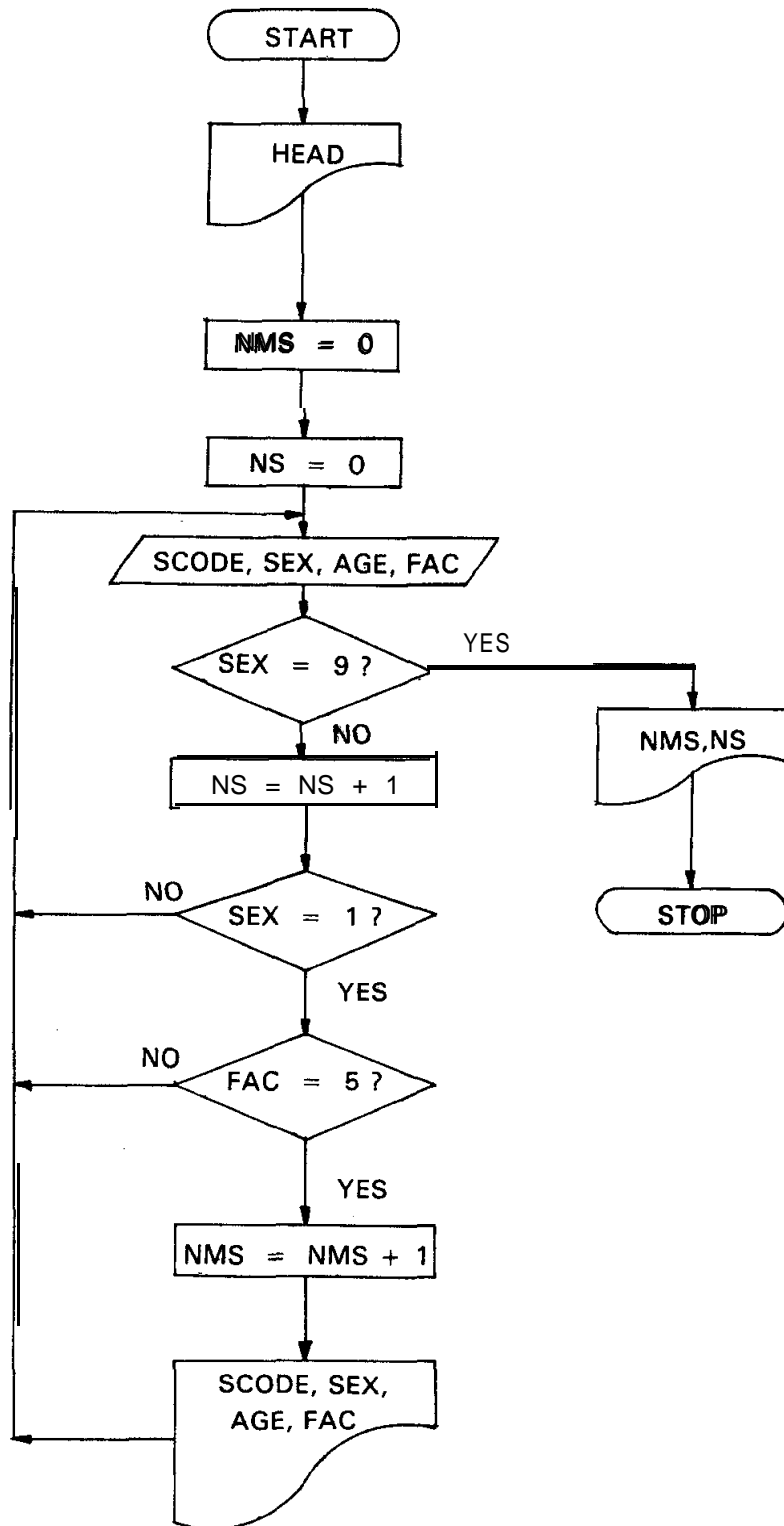 START
HEAD
NMS = 0
NS = 0
SCODE, SEX, AGE, FAC
SEX = 9 ?
YES
NO
NMS,NS
NS = NS + 1
STOP
NO
SEX = 1 ?
YES
NO
FAC = 5 ?
YES
NMS = NMS + 1
SCODE, SEX,
AGE, FAC